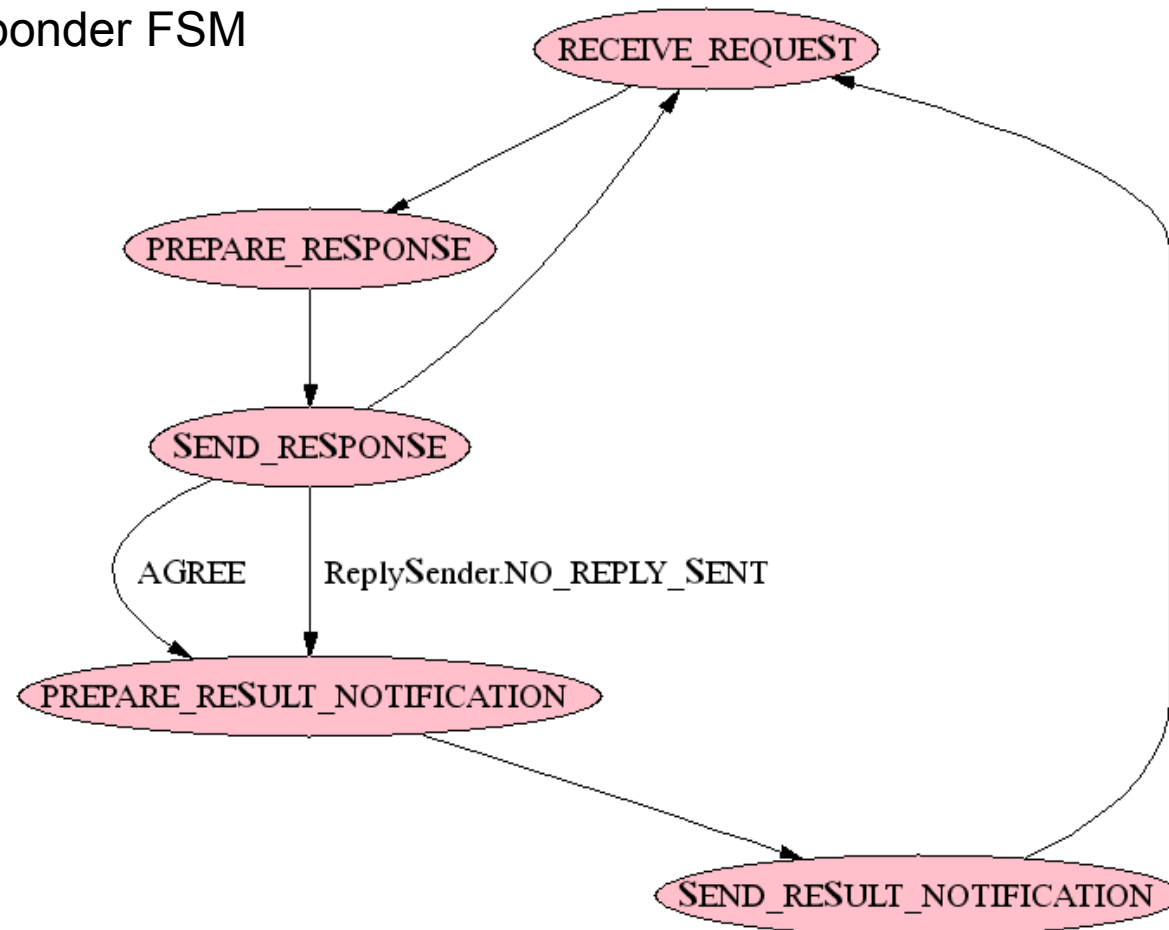 ponder FSM
RECEIVE_REQUEST
PREPARE_RESPONSE
SEND_RESPONSE
AGREE
ReplySender.NO_REPLY_SENT
PREPARE_RESULT_NOTIFICATION
SEND_RESULT_NOTIFICATION